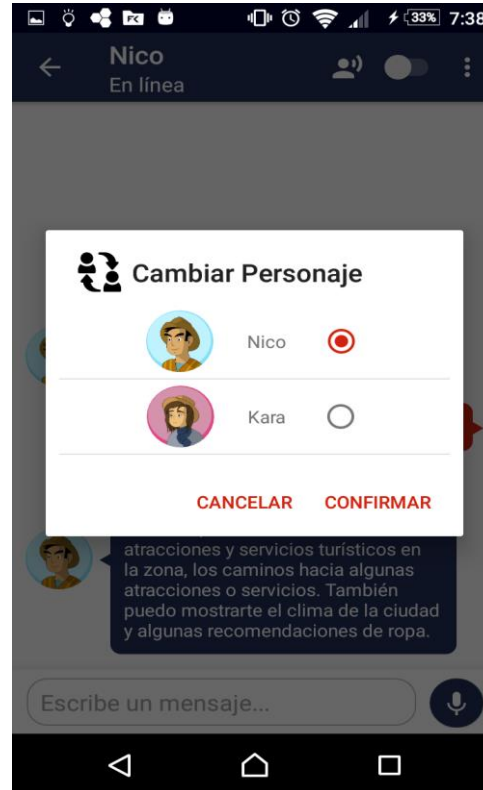 33% 7:38
Nico
En línea
Cambiar Personaje
Nico
Kara
CANCELAR CONFIRMAR
atracciones y servicios turísticos en
la zona, los caminos hacia algunas
atracciones o servicios. También
puedo mostrarte el clima de la ciudad
y algunas recomendaciones de ropa.
Escribe un mensaje...